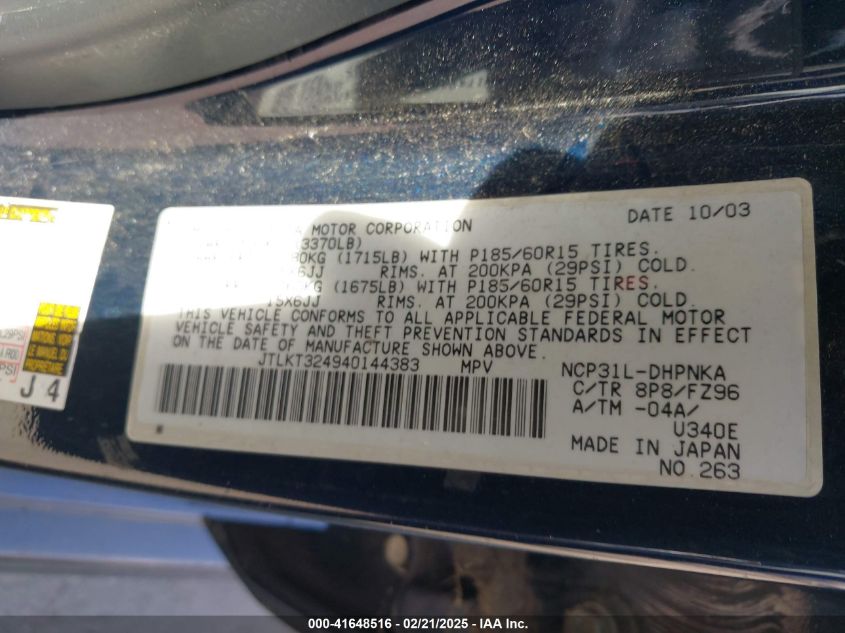 A MOTOR CORPORATION DATE 10/03
(3370LB)
(1715LB) WITH P185/60R15 TIRES.
RIMS. AT 200KPA (29PSI) COLD.
(1675LB) WITH P185/60R15 TIRES.
15X6JJ RIMS. AT 200KPA (29PSI) COLD.
THIS VEHICLE CONFORMS TO ALL APPLICABLE FEDERAL MOTOR
VEHICLE SAFETY AND THEFT PREVENTION STANDARDS IN EFFECT
ON THE DATE OF MANUFACTURE SHOWN ABOVE.
JTLKT324940144383 MPV NCP31L-DHPNKA
C/TR 8P8/FZ96
A/TM -04A/
U340E
MADE IN JAPAN
NO.263
J 4
000-41648516 - 02/21/2025 - IAA Inc.